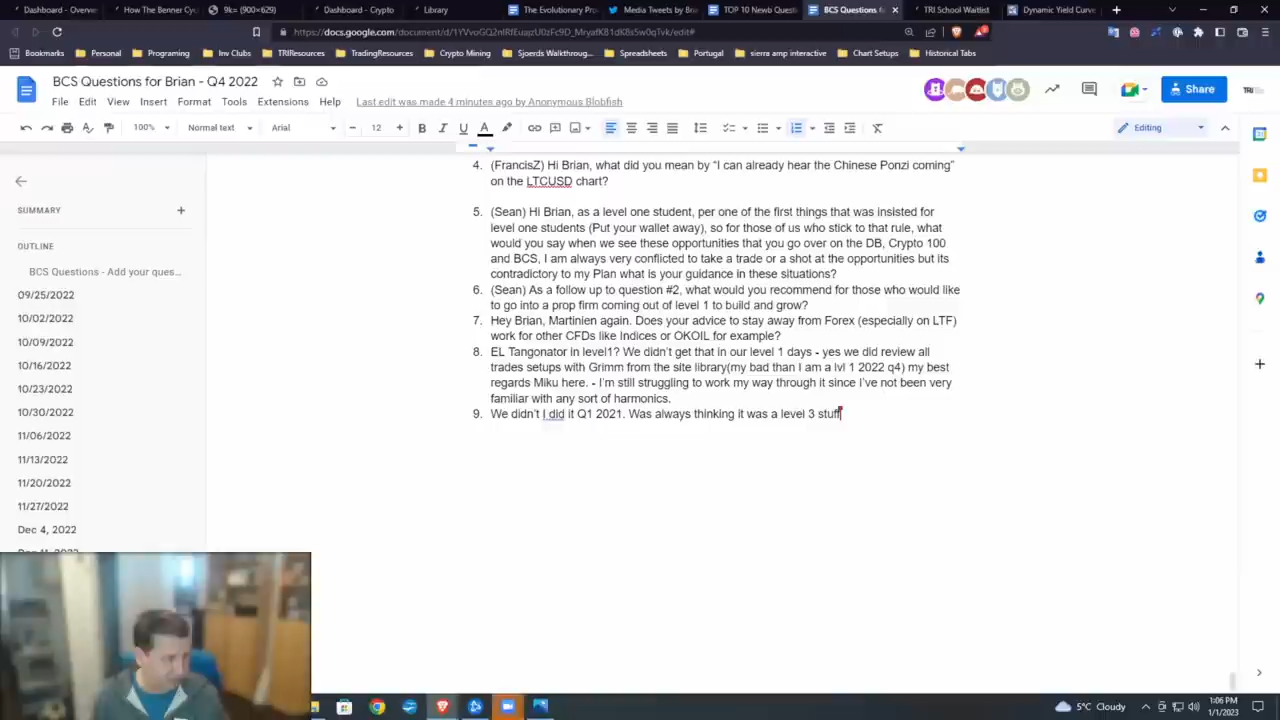 Dashboard - Overv
How The Benner Cyc
9k= (900×629)
Dashboard - Crypto
Library
The Evolutionary Pr
Media Tweets by Bria
TOP 10 Newb Questi
BCS Questions for
TRI School Waitlist
Dynamic Yield Curve
Bookmarks
Personal
Programing
Inv Clubs
TRIResources
TradingResources
Crypto Mining
Sjoerds Walkthroug...
Spreadsheets
Portugal
sierra amp interactive
Chart Setups
Historical Tabs
BCS Questions for Brian - Q4 2022
File Edit View Insert Format Tools Extensions Help
Last edit was made 4 minutes ago by Anonymous Blobfish
Share
100%
Normal text
Arial
12
Editing
SUMMARY
OUTLINE
BCS Questions - Add your ques...
09/25/2022
10/02/2022
10/09/2022
10/16/2022
10/23/2022
10/30/2022
11/06/2022
11/13/2022
11/20/2022
11/27/2022
Dec 4, 2022
4. (FrancisZ) Hi Brian, what did you mean by “I can already hear the Chinese Ponzi coming”
on the LTCUSD chart?
5. (Sean) Hi Brian, as a level one student, per one of the first things that was insisted for
level one students (Put your wallet away), so for those of us who stick to that rule, what
would you say when we see these opportunities that you go over on the DB, Crypto 100
and BCS, I am always very conflicted to take a trade or a shot at the opportunities but its
contradictory to my Plan what is your guidance in these situations?
6. (Sean) As a follow up to question #2, what would you recommend for those who would like
to go into a prop firm coming out of level 1 to build and grow?
7. Hey Brian, Martinien again. Does your advice to stay away from Forex (especially on LTF)
work for other CFDs like Indices or OKOIL for example?
8. EL Tangonator in level1? We didn’t get that in our level 1 days - yes we did review all
trades setups with Grimm from the site library(my bad than I am a lvl 1 2022 q4) my best
regards Miku here. - I’m still struggling to work my way through it since I’ve not been very
familiar with any sort of harmonics.
9. We didn’t I did it Q1 2021. Was always thinking it was a level 3 stuff
5°C Cloudy
1:06 PM
1/1/2023